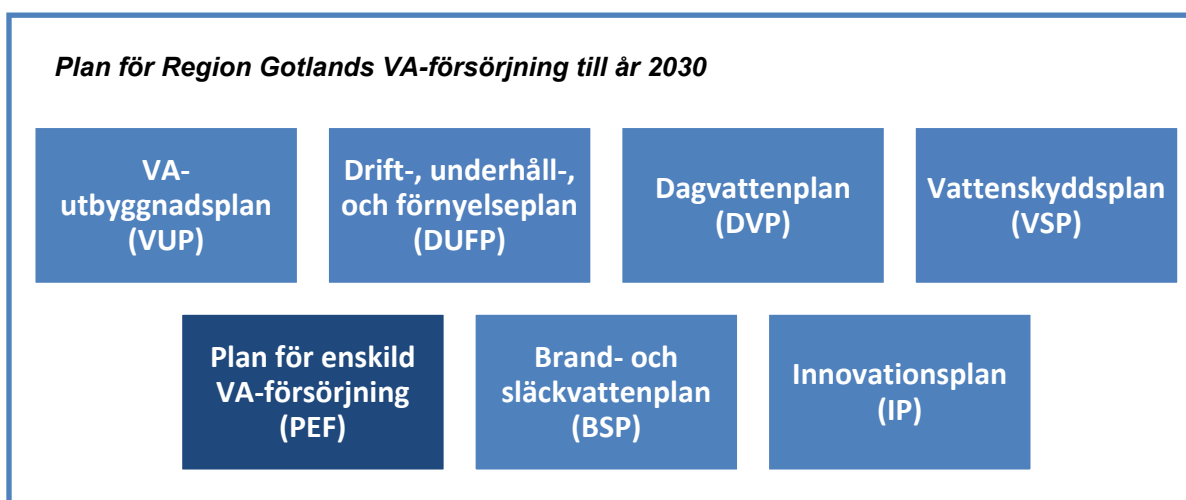 Plan för Region Gotlands VA-försörjning till år 2030
VA-
utbyggnadsplan
(VUP)
Drift-, underhåll-,
och förnyelseplan
(DUFP)
Dagvattenplan
(DVP)
Vattenskyddsplan
(VSP)
Plan för enskild
VA-försörjning
(PEF)
Brand- och
släckvattenplan
(BSP)
Innovationsplan
(IP)